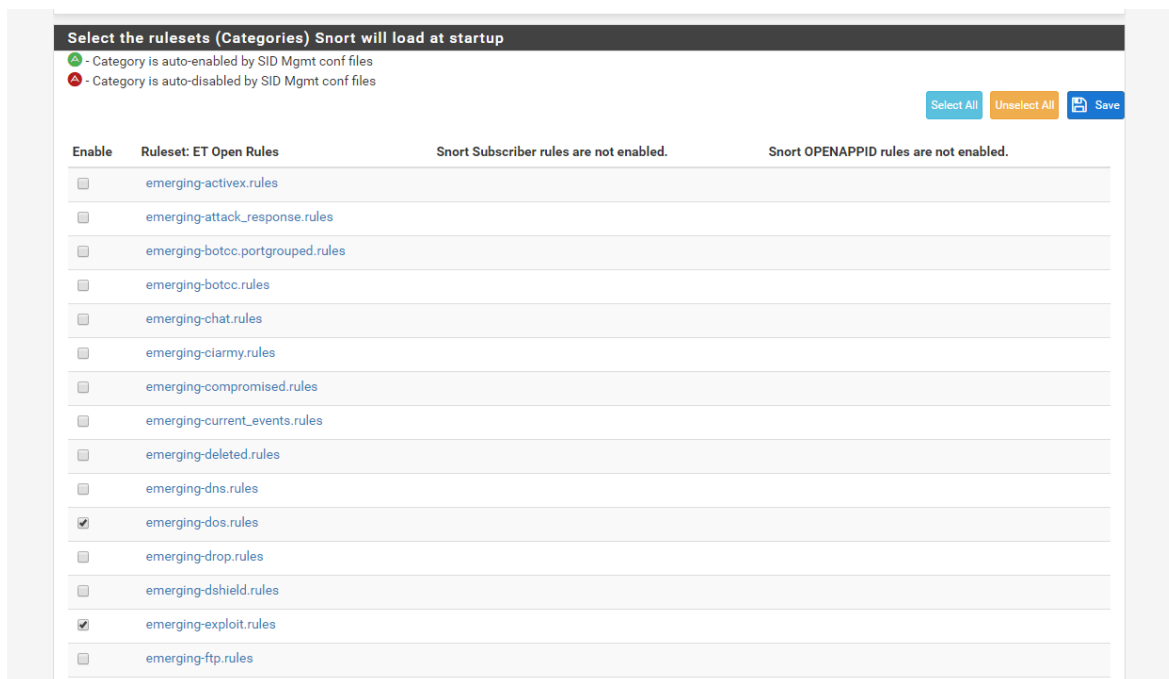 Select the rulesets (Categories) Snort will load at startup
- Category is auto-enabled by SID Mgmt conf files
- Category is auto-disabled by SID Mgmt conf files
Select All Unselect All Save
Enable Ruleset: ET Open Rules Snort Subscriber rules are not enabled. Snort OPENAPPID rules are not enabled.
emerging-activex.rules
emerging-attack_response.rules
emerging-botcc.portgrouped.rules
emerging-botcc.rules
emerging-chat.rules
emerging-ciarmy.rules
emerging-compromised.rules
emerging-current_events.rules
emerging-deleted.rules
emerging-dns.rules
emerging-dos.rules
emerging-drop.rules
emerging-dshield.rules
emerging-exploit.rules
emerging-ftp.rules